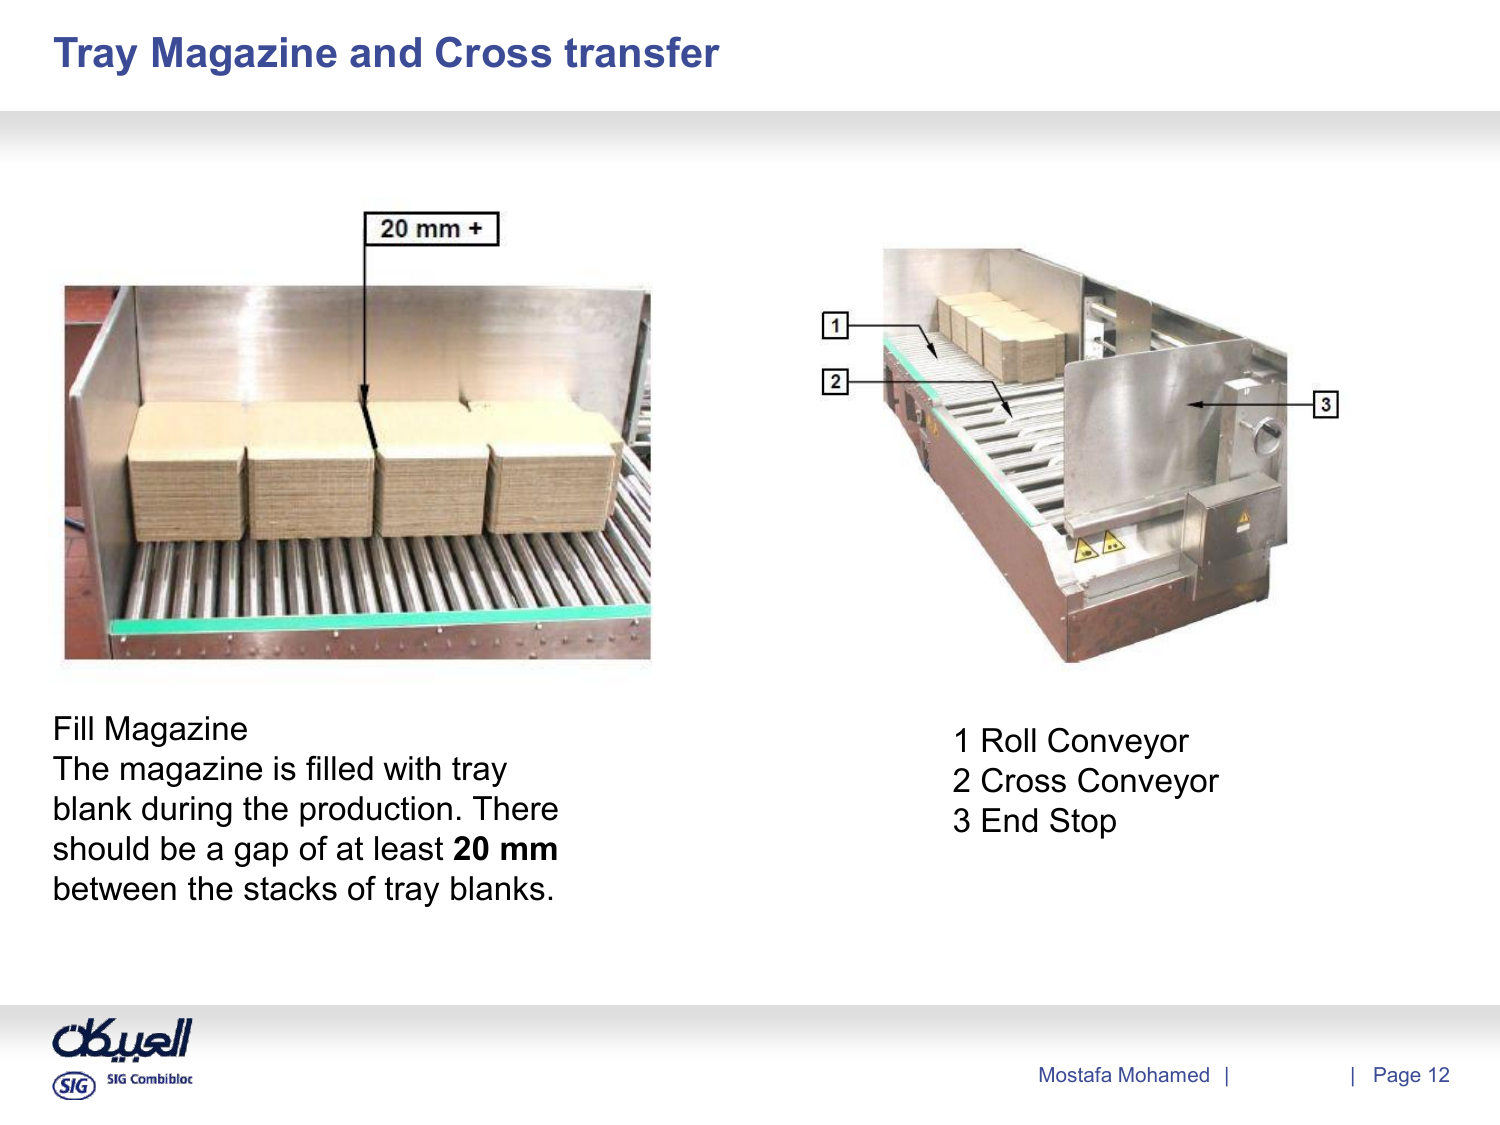 Tray Magazine and Cross transfer
20 mm +
1
2
3
Fill Magazine
The magazine is filled with tray
blank during the production. There
should be a gap of at least 20 mm
between the stacks of tray blanks.
1 Roll Conveyor
2 Cross Conveyor
3 End Stop
العبيكان
SIG
SIG Combibloc
Mostafa Mohamed | | Page 12